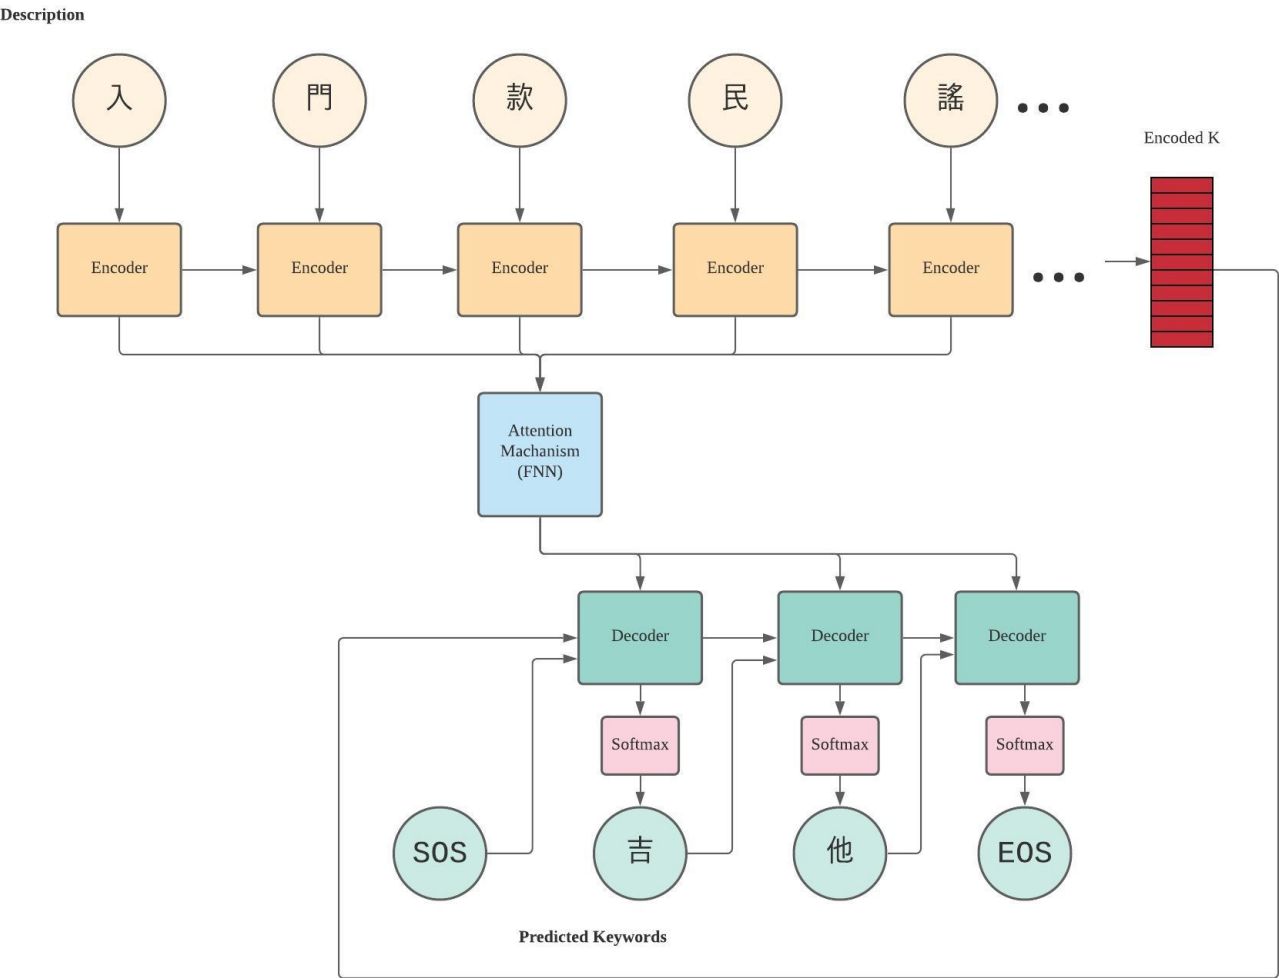 Description
入
門
款
民
謠
Encoded K
Encoder
Encoder
Encoder
Encoder
Encoder
Attention
Machanism
(FNN)
Decoder
Decoder
Decoder
Softmax
Softmax
Softmax
SOS
吉
他
EOS
Predicted Keywords